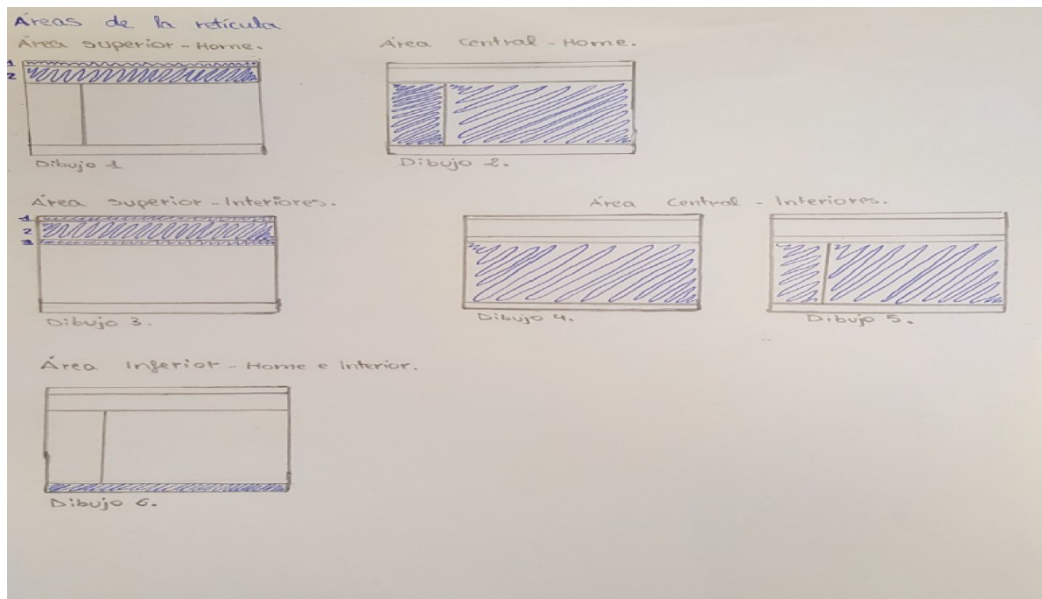 Áreas de la retícula
Área superior - Home.
Área central - Home.
1
2
Dibujo 1
Dibujo 2.
Área superior - Interiores.
Área central - Interiores.
1
2
3
Dibujo 3.
Dibujo 4.
Dibujo 5.
Área Inferior - Home e Interior.
Dibujo 6.